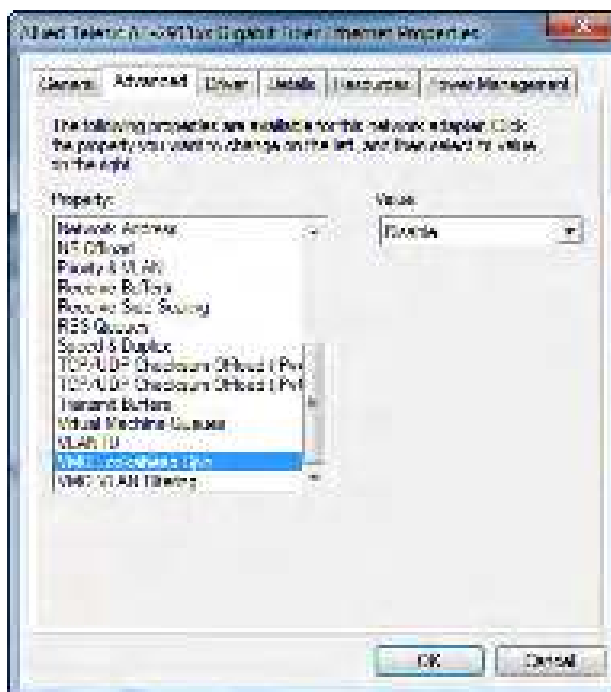 Allied Telesis AT-2911SX Gigabit Fiber Ethernet Properties
General Advanced Driver Details Resources Power Management
The following properties are available for this network adapter. Click
the property you want to change on the left, and then select its value
on the right.
Property:
Value:
Network Address
NS Offload
Priority & VLAN
Receive Buffers
Receive Side Scaling
RSS Queues
Speed & Duplex
TCP/UDP Checksum Offload (IPv
TCP/UDP Checksum Offload (IPv
Transmit Buffers
Virtual Machine Queues
VLAN ID
VMQ Lookahead Split
VMQ VLAN Filtering
Disable
OK Cancel